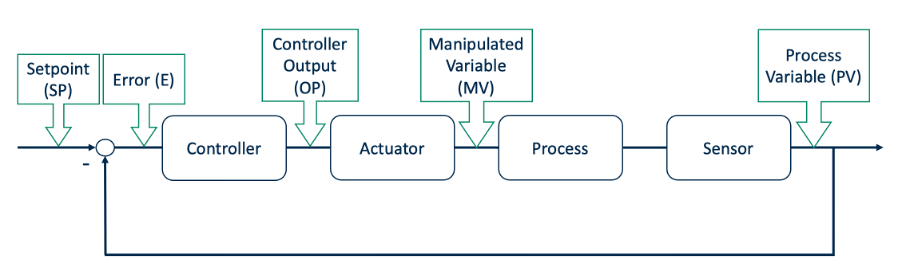 Setpoint
(SP)
Error (E)
Controller
Output
(OP)
Manipulated
Variable
(MV)
Process
Variable (PV)
-
Controller
Actuator
Process
Sensor